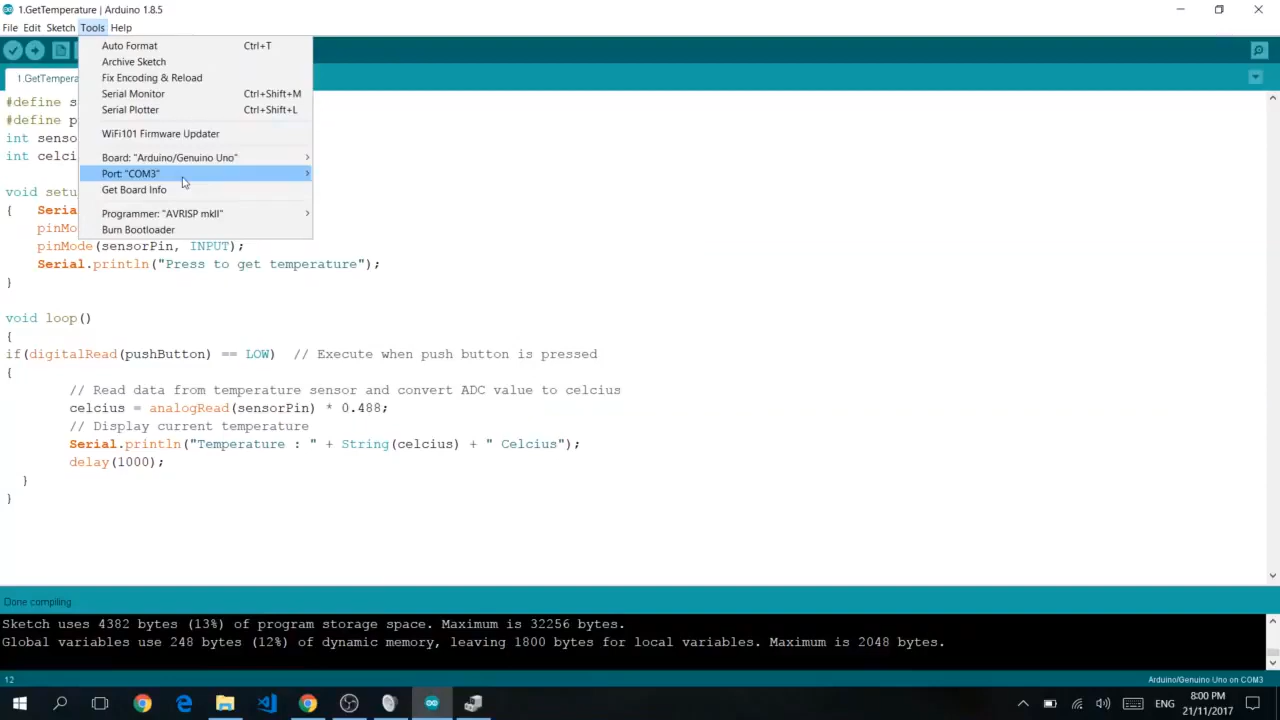 1.GetTemperature | Arduino 1.8.5
File Edit Sketch Tools Help
Auto Format Ctrl+T
Archive Sketch
Fix Encoding & Reload
Serial Monitor Ctrl+Shift+M
Serial Plotter Ctrl+Shift+L
WiFi101 Firmware Updater
Board: "Arduino/Genuino Uno"
Port: "COM3"
Get Board Info
Programmer: "AVRISP mkII"
Burn Bootloader
1.GetTempera
#define s
#define p
int senso
int celci
void setu
{ Seria
pinMo
pinMode(sensorPin, INPUT);
Serial.println("Press to get temperature");
}
void loop()
{
if(digitalRead(pushButton) == LOW) // Execute when push button is pressed
{
// Read data from temperature sensor and convert ADC value to celcius
celcius = analogRead(sensorPin) * 0.488;
// Display current temperature
Serial.println("Temperature : " + String(celcius) + " Celcius");
delay(1000);
}
}
Done compiling.
Sketch uses 4382 bytes (13%) of program storage space. Maximum is 32256 bytes.
Global variables use 248 bytes (12%) of dynamic memory, leaving 1800 bytes for local variables. Maximum is 2048 bytes.
12 Arduino/Genuino Uno on COM3
ENG 8:00 PM
21/11/2017